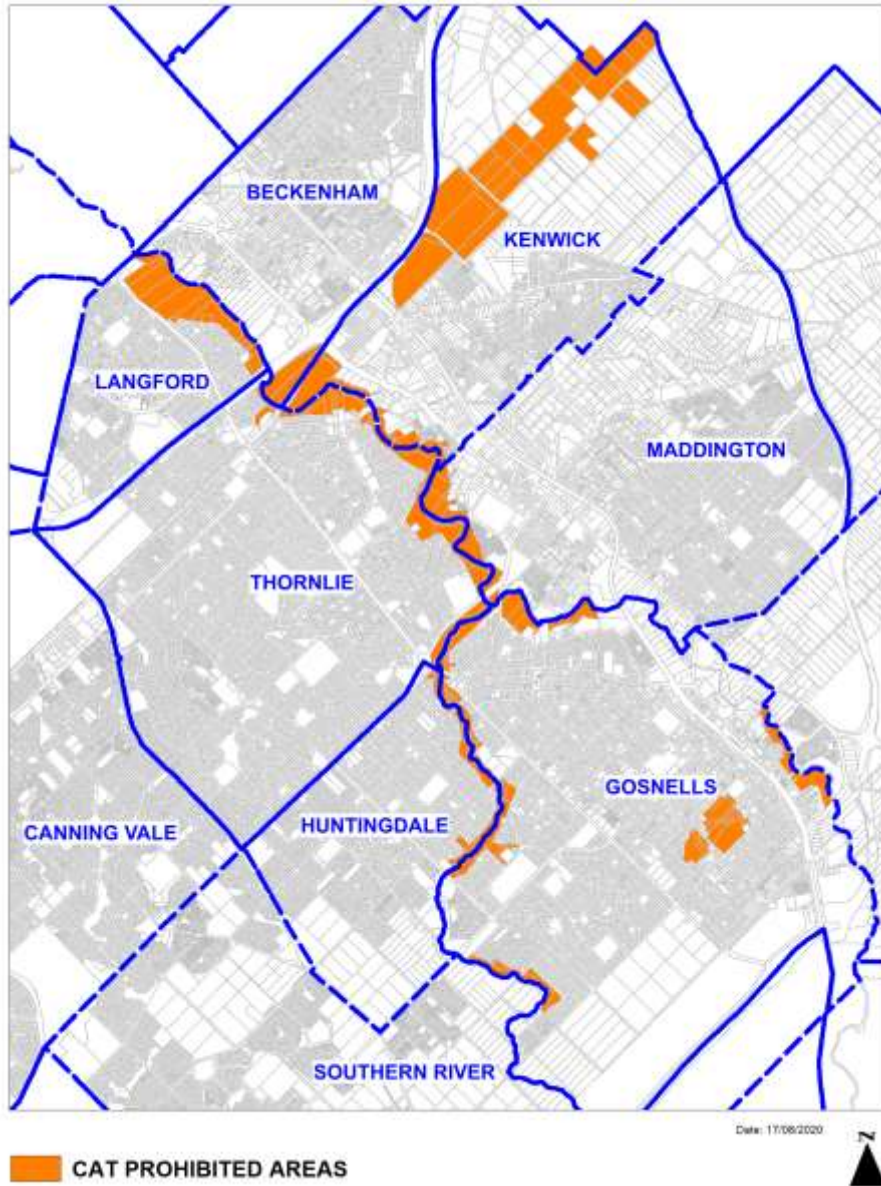 BECKENHAM
KENWICK
LANGFORD
MADDINGTON
THORNLIE
GOSNELLS
CANNING VALE
HUNTINGDALE
SOUTHERN RIVER
Date: 17/08/2020
N
CAT PROHIBITED AREAS